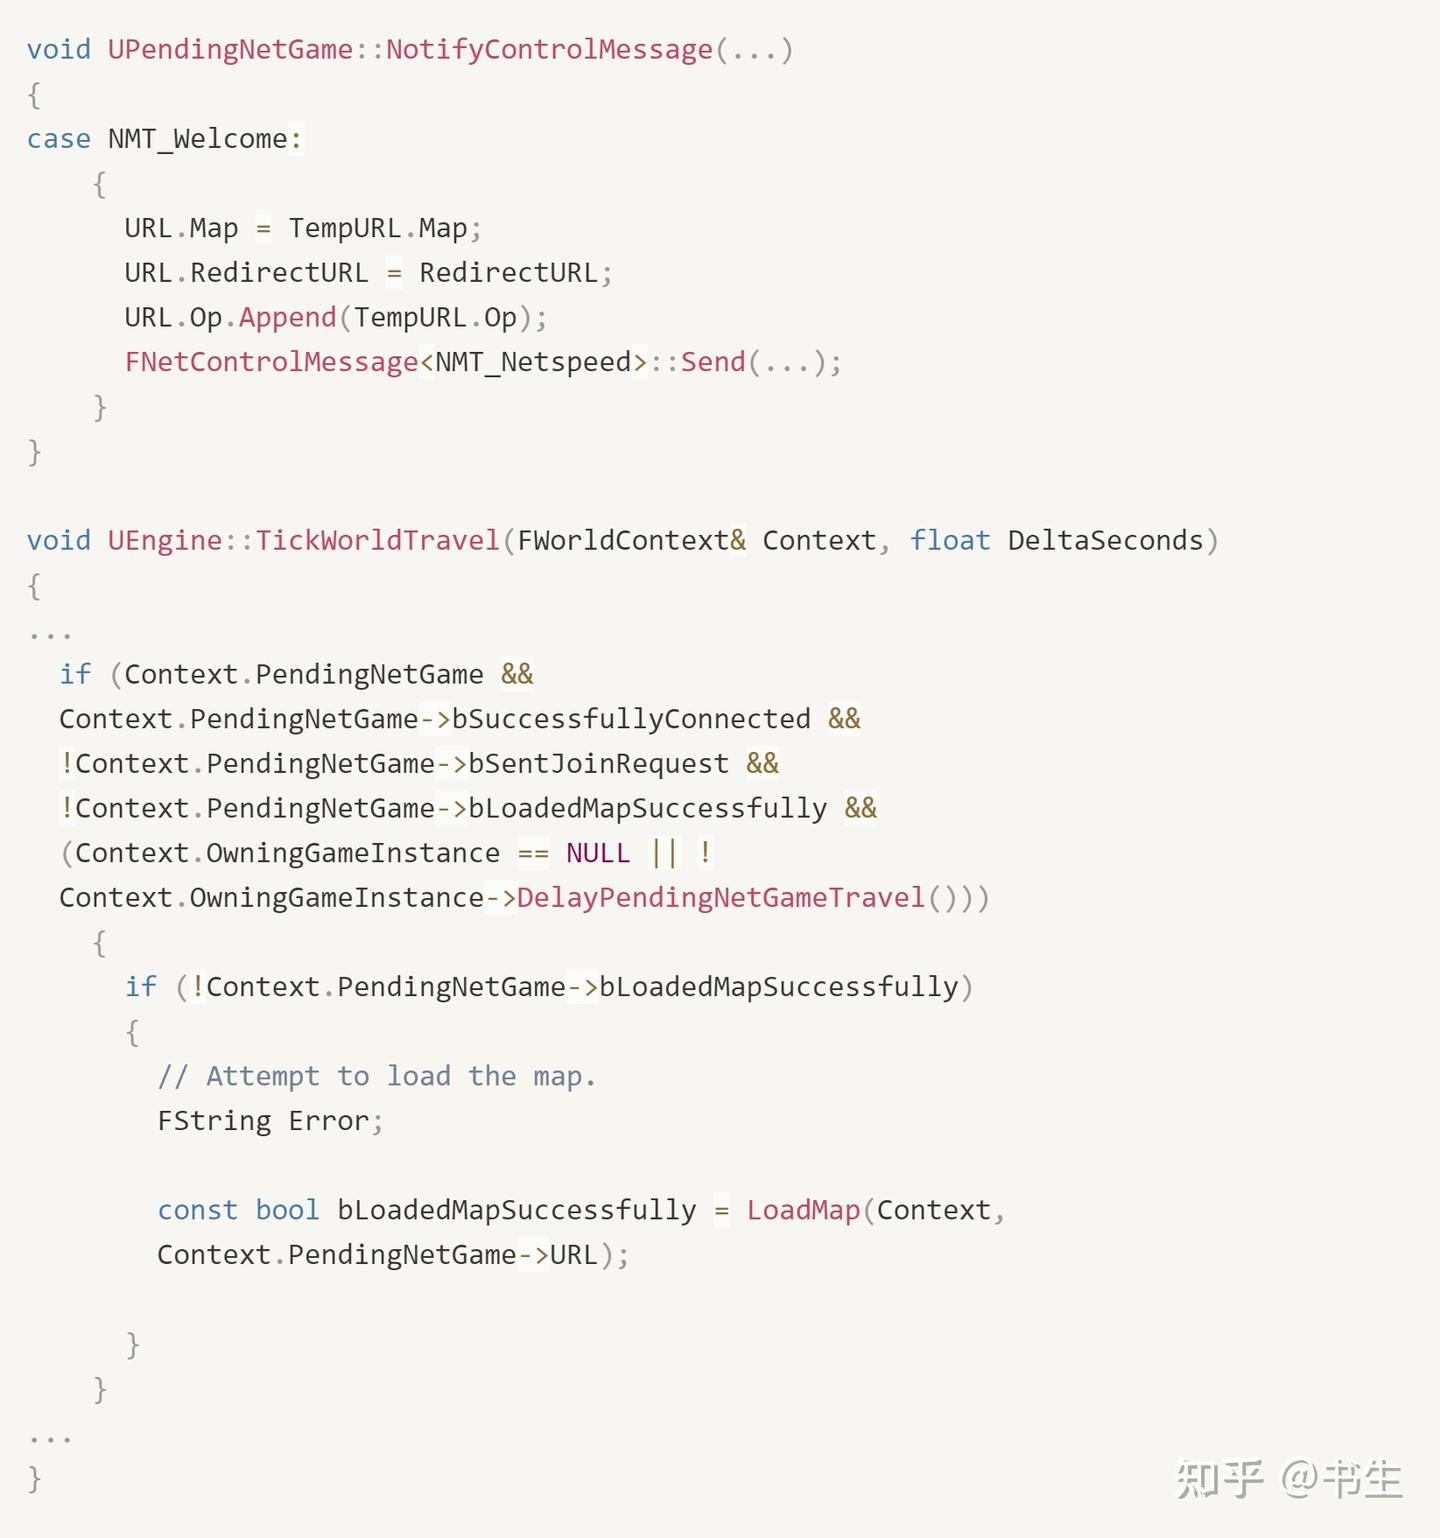 void UPendingNetGame::NotifyControlMessage(...)
{
case NMT_Welcome:
    {
      URL.Map = TempURL.Map;
      URL.RedirectURL = RedirectURL;
      URL.Op.Append(TempURL.Op);
      FNetControlMessage<NMT_Netspeed>::Send(...);
    }
}

void UEngine::TickWorldTravel(FWorldContext& Context, float DeltaSeconds)
{
...
  if (Context.PendingNetGame &&
  Context.PendingNetGame->bSuccessfullyConnected &&
  !Context.PendingNetGame->bSentJoinRequest &&
  !Context.PendingNetGame->bLoadedMapSuccessfully &&
  (Context.OwningGameInstance == NULL || !
  Context.OwningGameInstance->DelayPendingNetGameTravel()))
    {
      if (!Context.PendingNetGame->bLoadedMapSuccessfully)
      {
        // Attempt to load the map.
        FString Error;

        const bool bLoadedMapSuccessfully = LoadMap(Context,
        Context.PendingNetGame->URL);

      }
    }
...
}
知乎 @书生